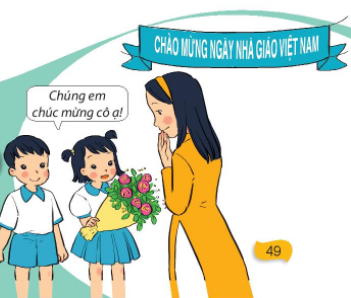 CHÀO MỪNG NGÀY NHÀ GIÁO VIỆT NAM
Chúng em
chúc mừng cô ạ!
49